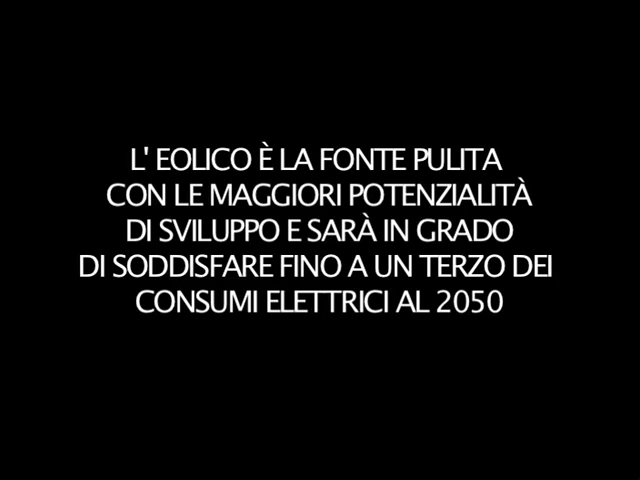 L' EOLICO È LA FONTE PULITA
CON LE MAGGIORI POTENZIALITÀ
DI SVILUPPO E SARÀ IN GRADO
DI SODDISFARE FINO A UN TERZO DEI
CONSUMI ELETTRICI AL 2050